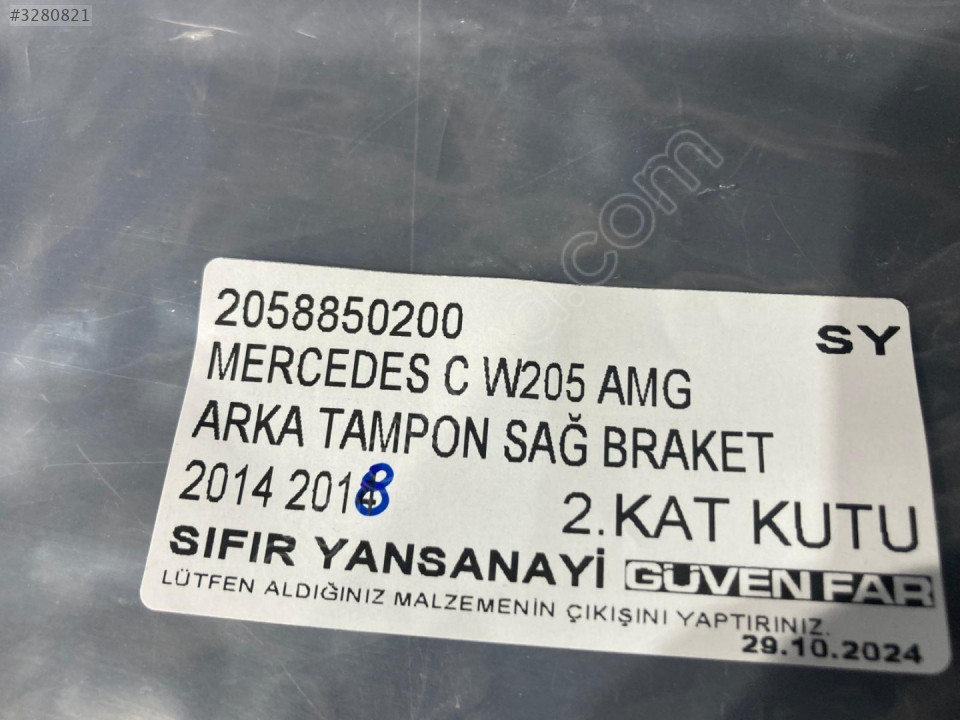 #3280821
.com
2058850200
SY
MERCEDES C W205 AMG
ARKA TAMPON SAĞ BRAKET
2014 2018
2.KAT KUTU
SIFIR YANSANAYİ GÜVEN FAR
LÜTFEN ALDIĞINIZ MALZEMENİN ÇIKIŞINI YAPTIRINIZ.
29.10.2024